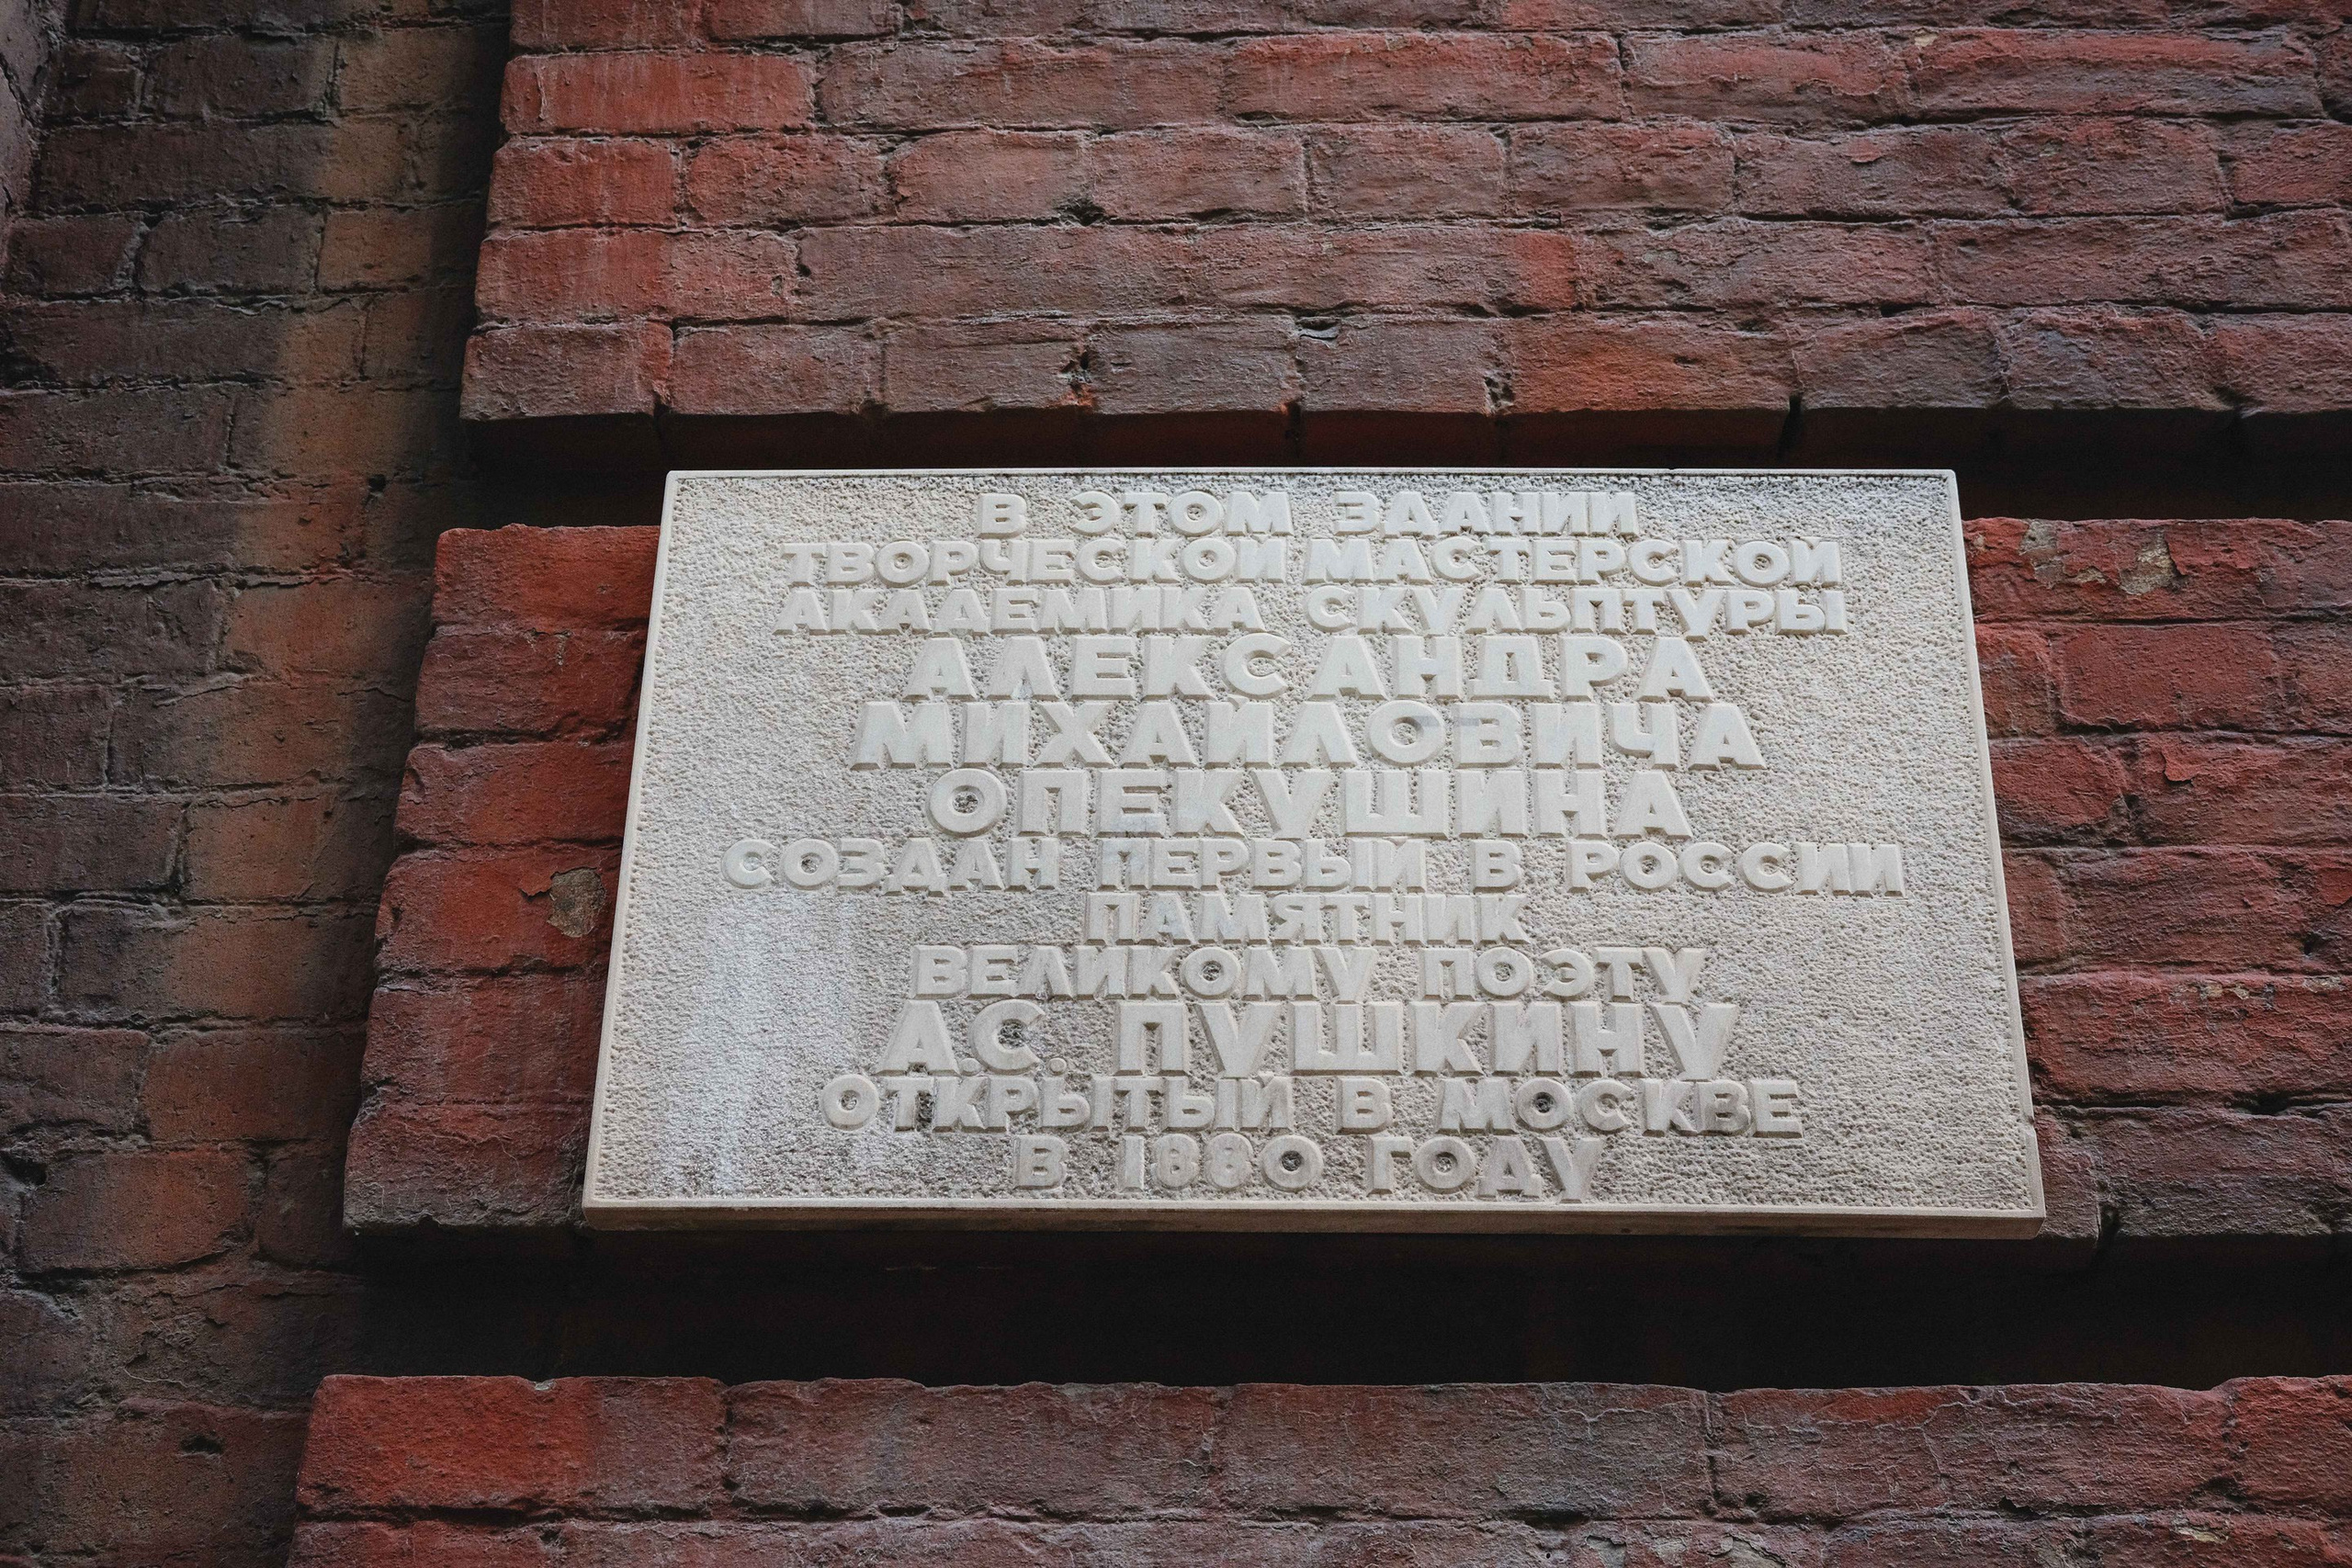 В ЭТОМ ЗДАНИИ
ТВОРЧЕСКОЙ МАСТЕРСКОЙ
АКАДЕМИКА СКУЛЬПТУРЫ
АЛЕКСАНДРА
МИХАЙЛОВИЧА
ОПЕКУШИНА
СОЗДАН ПЕРВЫЙ В РОССИИ
ПАМЯТНИК
ВЕЛИКОМУ ПОЭТУ
А.С. ПУШКИНУ
ОТКРЫТЫЙ В МОСКВЕ
В 1880 ГОДУ